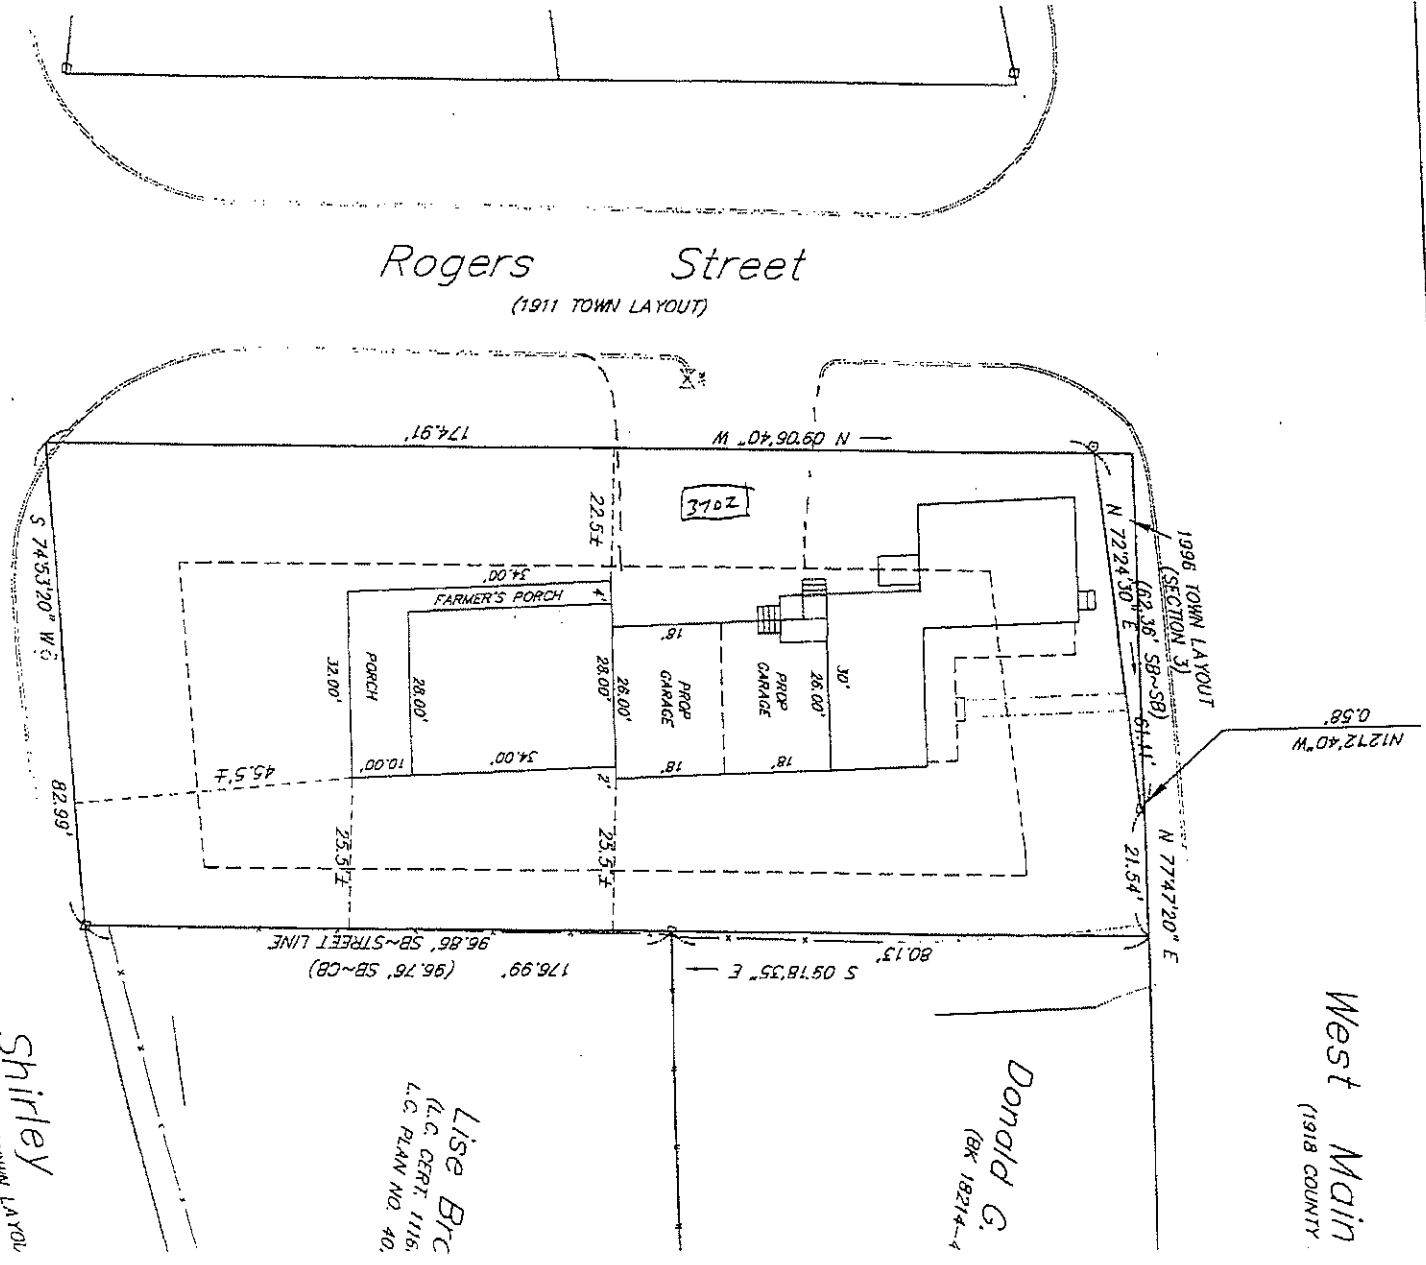 Rogers Street
(1911 TOWN LAYOUT)
174.91'
N 09°06'40" W
22.5±
34.00'
FARMER'S PORCH
4'
S 74°53'20" W
82.99'
45.5'±
32.00'
PORCH
28.00'
10.00'
34.00'
28.00'
26.00'
2'
18'
PROP
GARAGE
18'
PROP
GARAGE
18'
30'
26.00'
25.5'±
23.5'±
1996 TOWN LAYOUT
(SECTION 3)
N 72°24'30" E
(62.36' SB~SB)
61.11'
N12°12'40"W
0.58'
N 77°47'20" E
21.54'
96.86' SB~STREET LINE
(96.76' SB~CB)
176.99'
S 09°18'35" E
80.13'
West Main
(1918 COUNTY
Donald G.
(BK 18214-4
Lise Bro
(L.C. CERT. 1116
L.C. PLAN NO. 40
Shirley